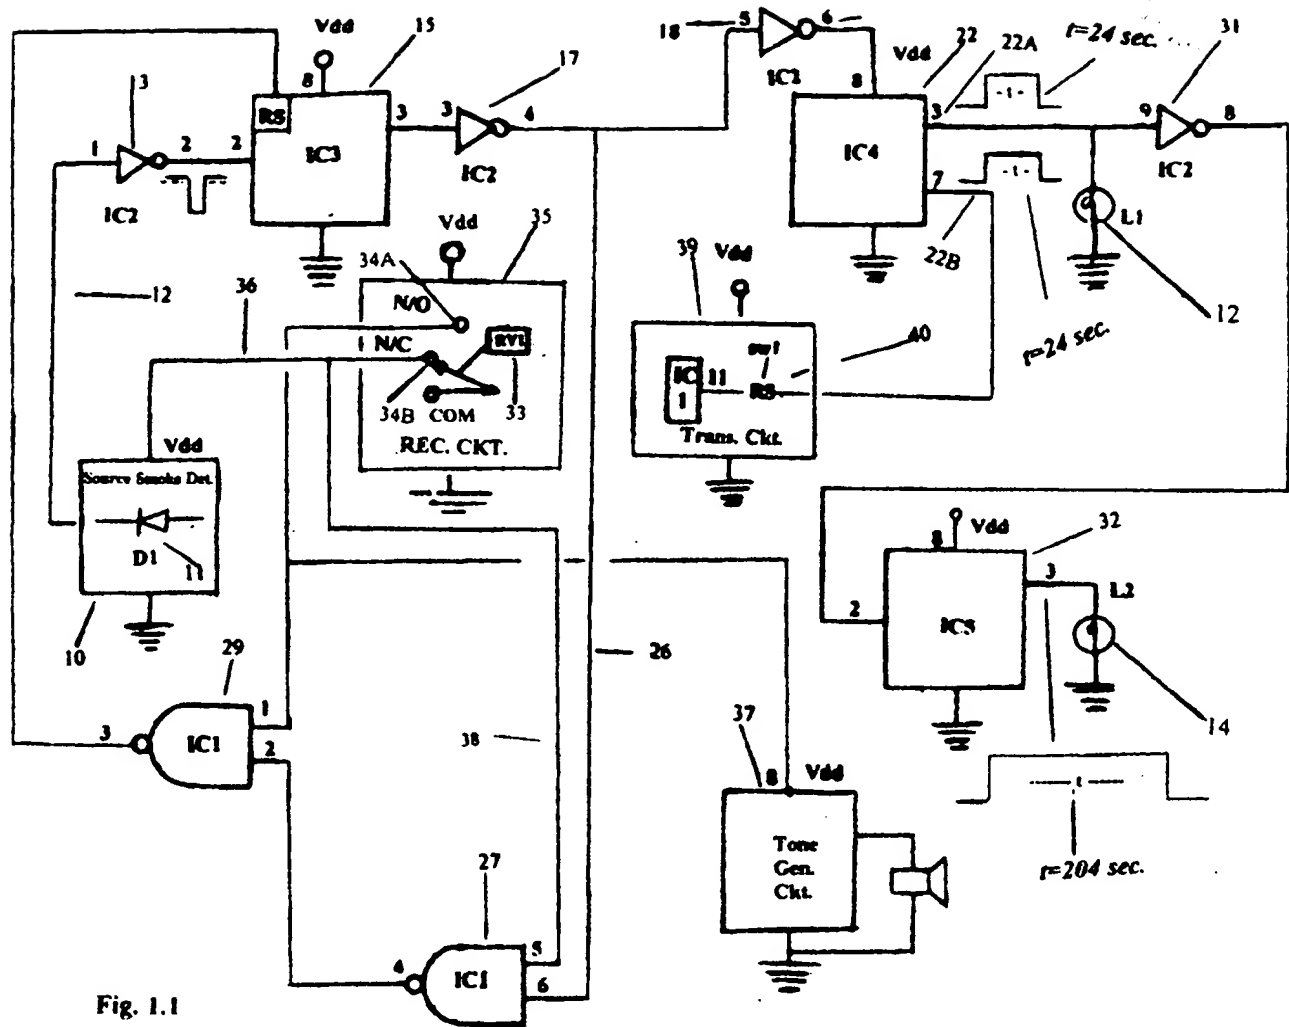 Vdd
15
17
18
5
6
IC2
Vdd
22
22A
t=24 sec.
31
13
8
RS
3
3
4
1
2
2
IC3
IC2
IC2
8
3
-t-
9
8
IC4
IC2
7
-t-
22B
L1
12
t=24 sec.
12
36
34A
Vdd
35
N/O
N/C
RY1
34B
COM
33
REC. CKT.
39
Vdd
sw1
40
IC
1
11
RS
Trans. Ckt.
Vdd
Source Smoke Det.
D1
11
10
Vdd
8
32
3
2
IC5
L2
14
t
t=204 sec.
29
1
3
IC1
2
26
38
37
8
Vdd
Tone
Gen.
Ckt.
27
5
4
IC1
6
Fig. 1.1